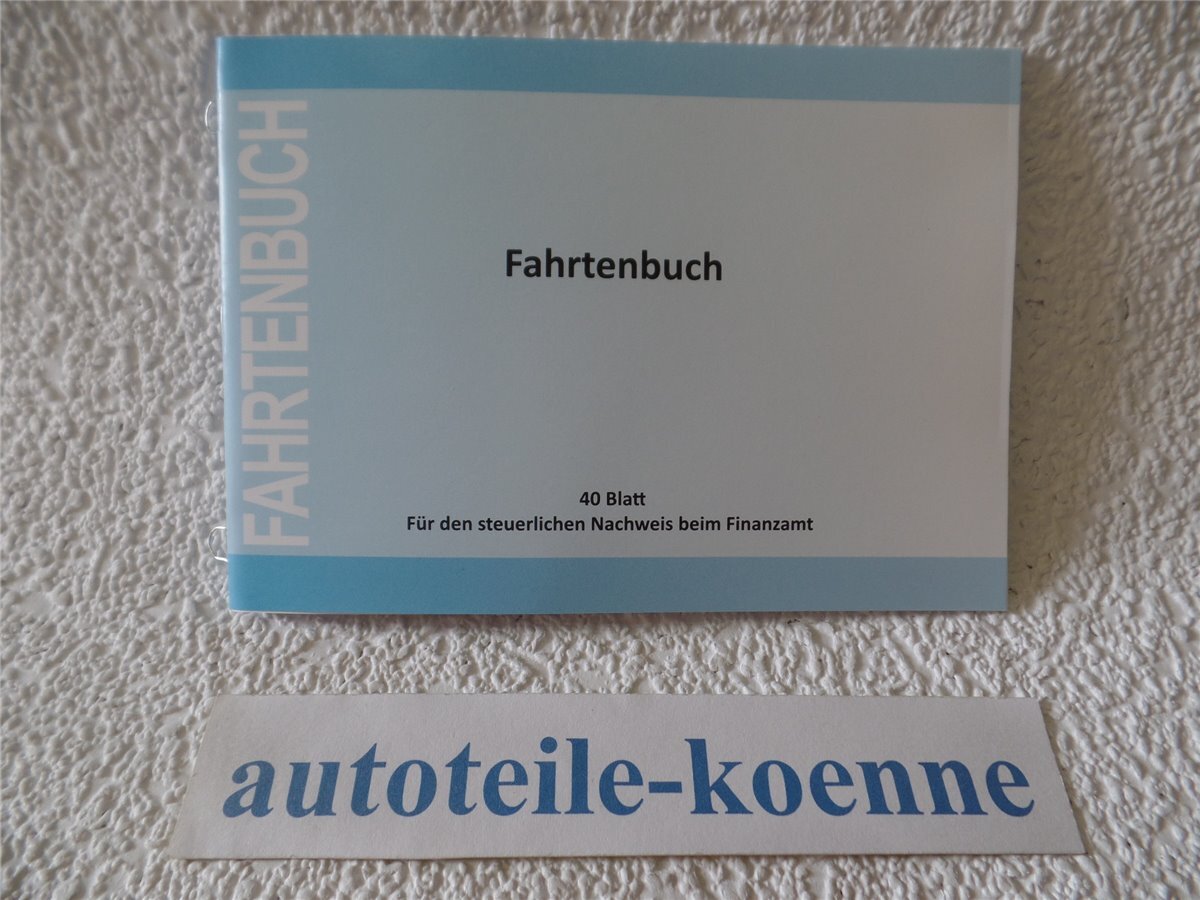 FAHRTENBUCH
Fahrtenbuch
40 Blatt
Für den steuerlichen Nachweis beim Finanzamt
autoteile-koenne